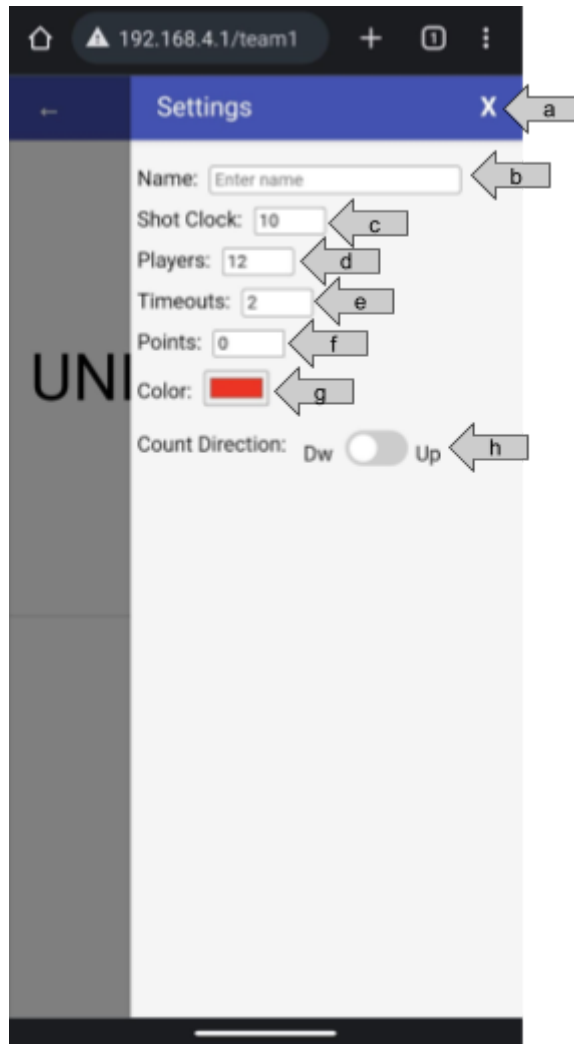 192.168.4.1/team1 + 1
← Settings X a
Name: Enter name b
Shot Clock: 10 c
Players: 12 d
Timeouts: 2 e
Points: 0 f
UNI
Color: g
Count Direction: Dw Up h